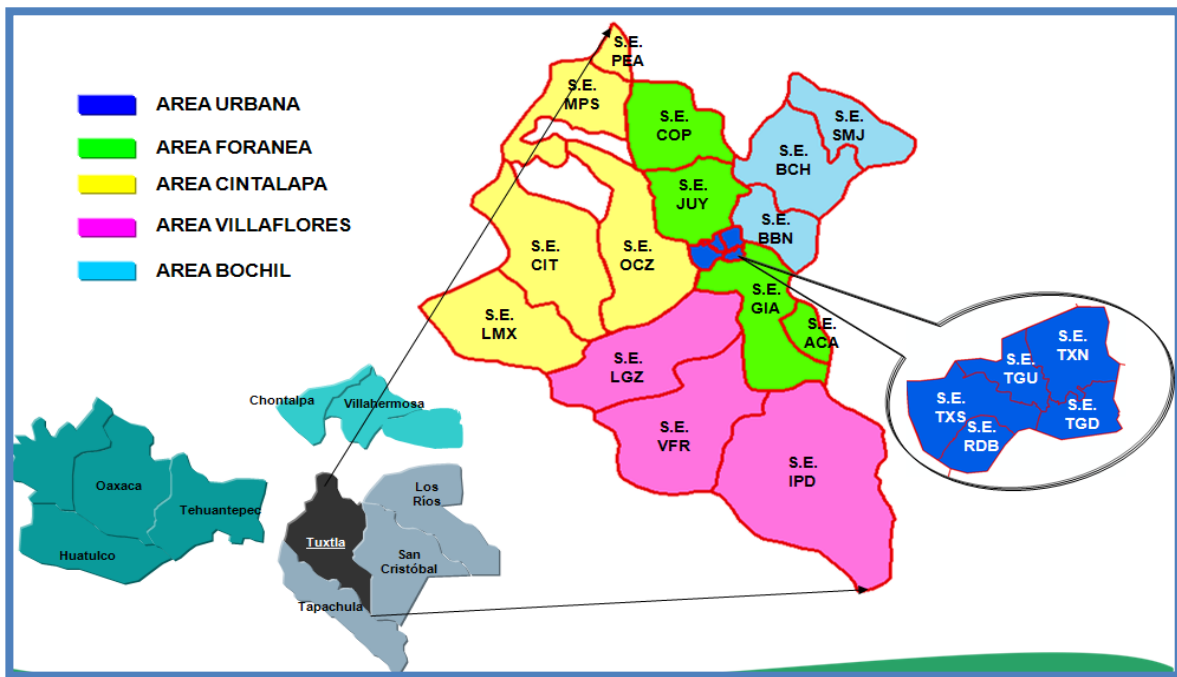 AREA URBANA
AREA FORANEA
AREA CINTALAPA
AREA VILLAFLORES
AREA BOCHIL
S.E.
PEA
S.E.
MPS
S.E.
COP
S.E.
SMJ
S.E.
BCH
S.E.
JUY
S.E.
BBN
S.E.
CIT
S.E.
OCZ
S.E.
GIA
S.E.
LMX
S.E.
ACA
S.E.
LGZ
S.E.
VFR
S.E.
IPD
S.E.
TXN
S.E.
TGU
S.E.
TXS
S.E.
TGD
S.E.
RDB
Chontalpa
Villahermosa
Oaxaca
Tehuantepec
Huatulco
Los
Rios
Tuxtla
San
Cristóbal
Tapachula